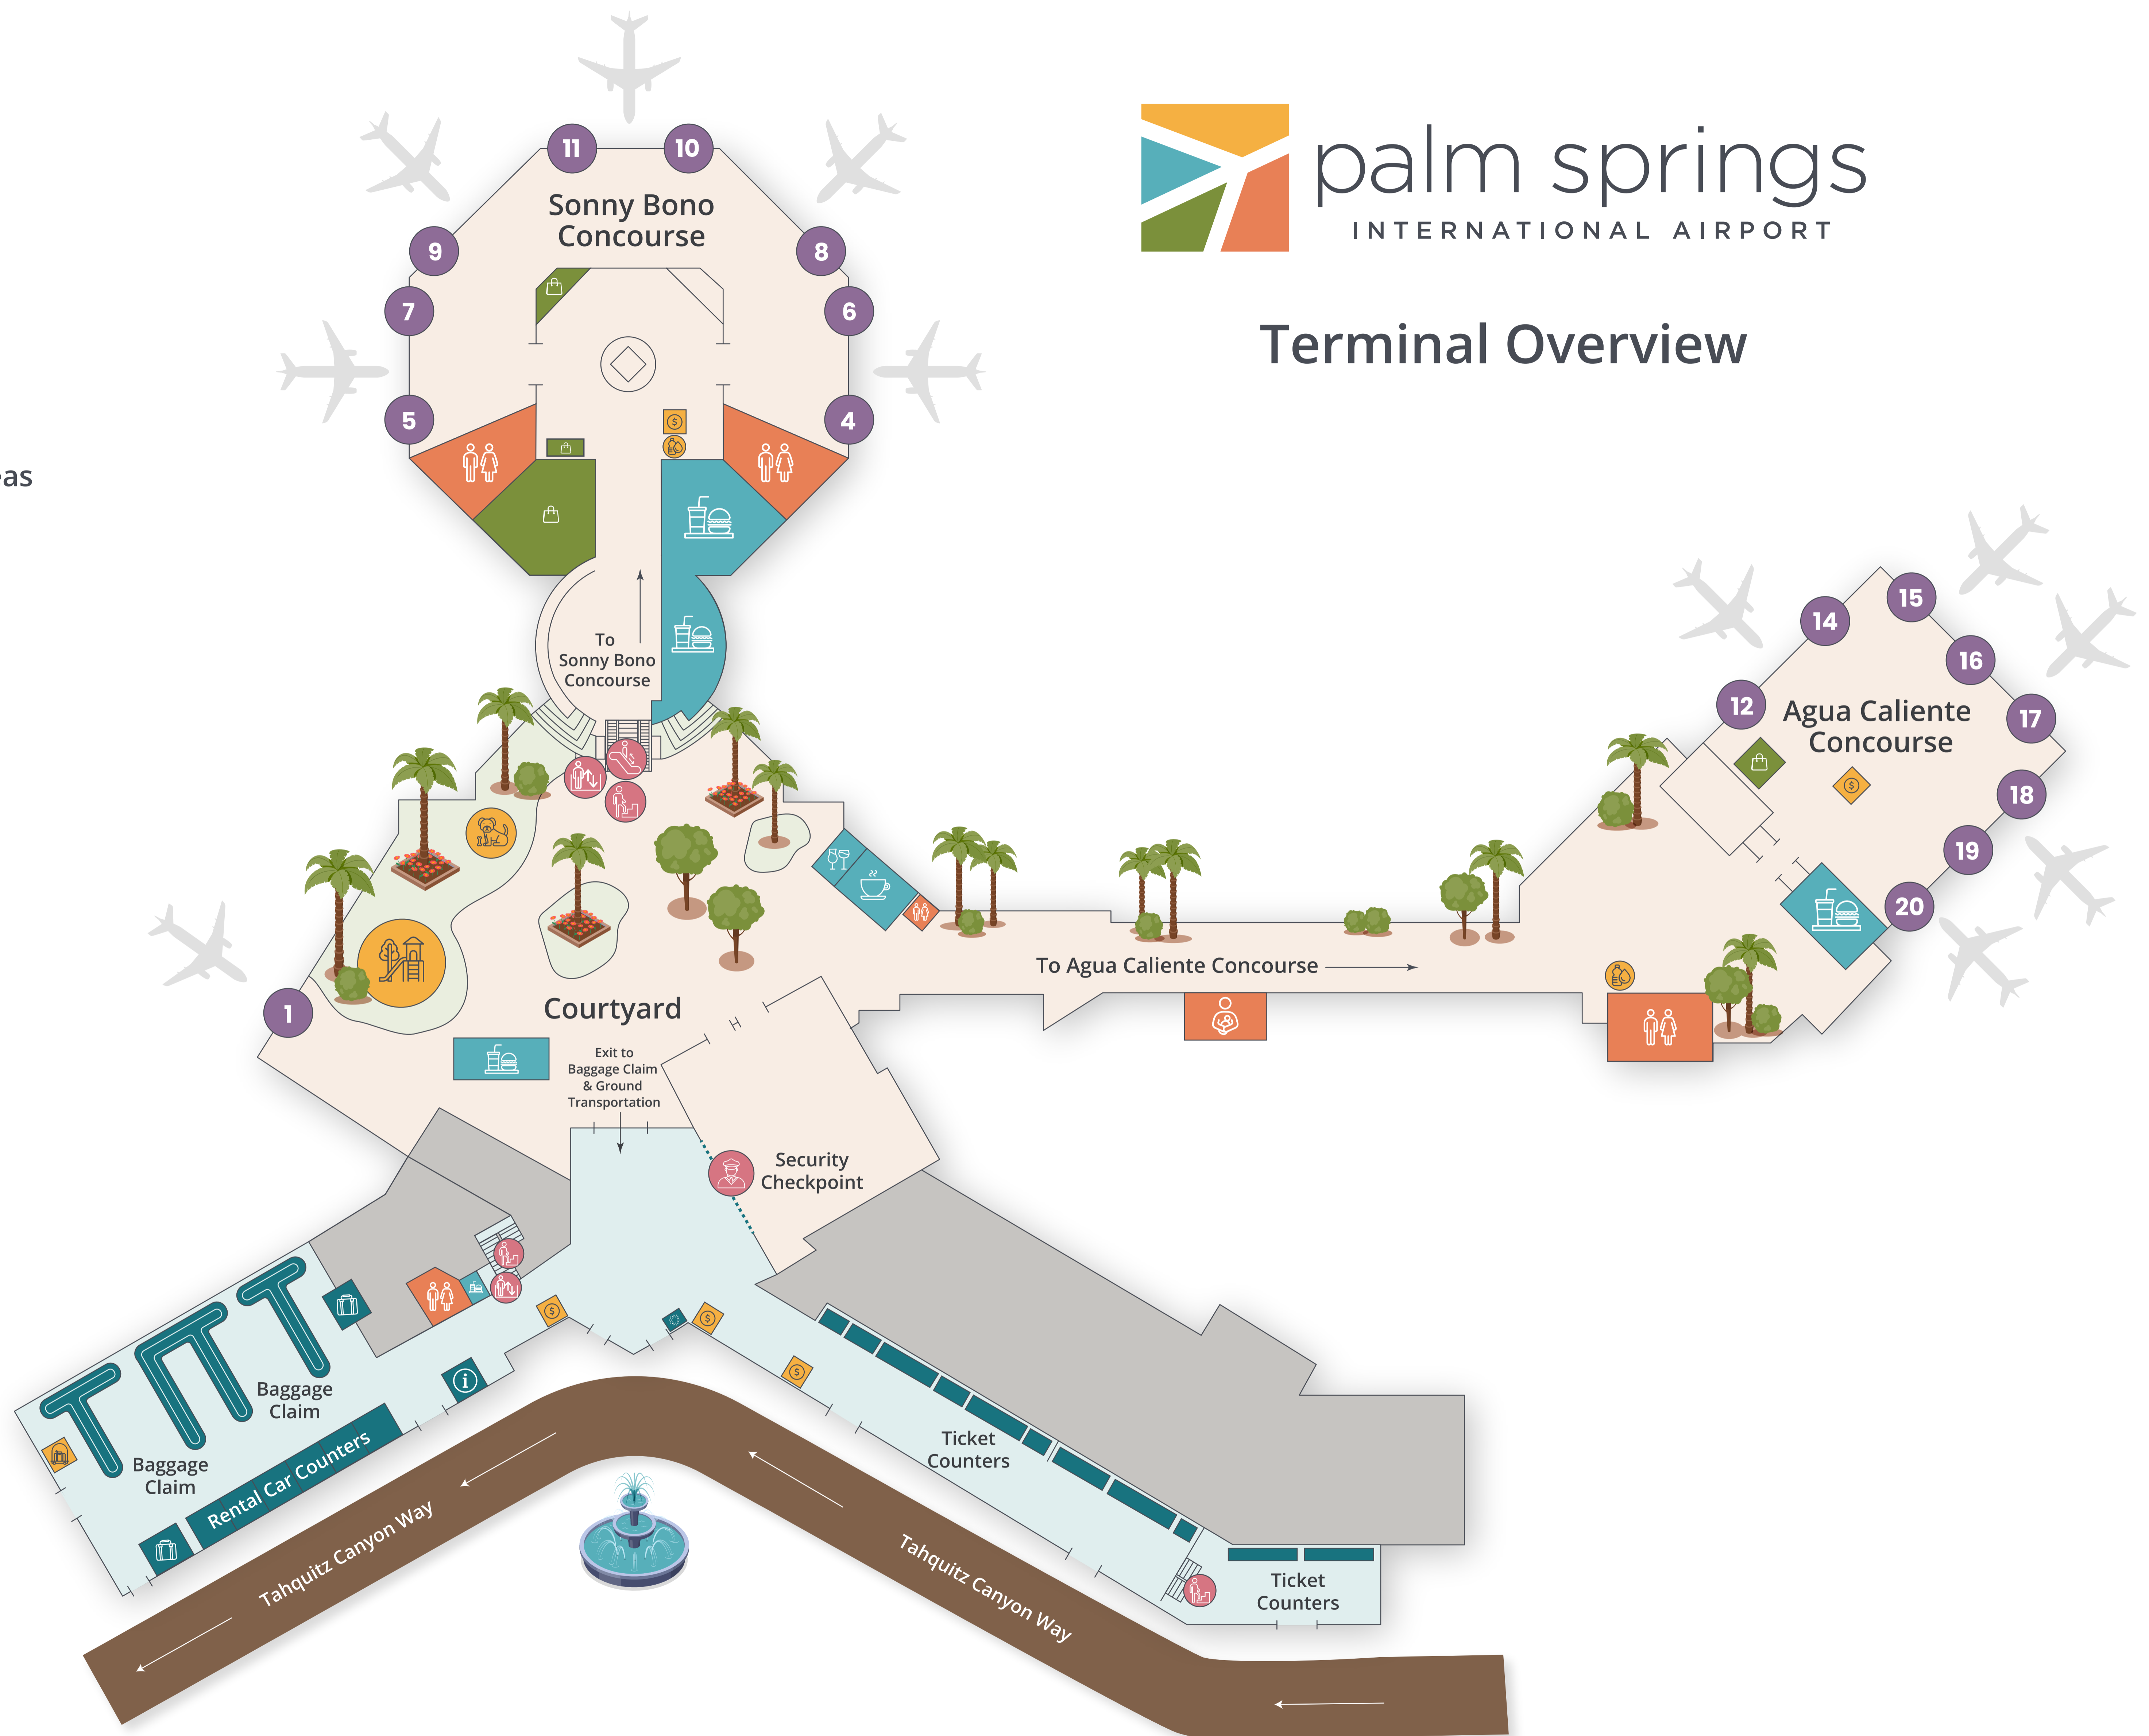 palm springs
INTERNATIONAL AIRPORT
Terminal Overview
11
10
Sonny Bono
Concourse
9
8
7
6
5
4
eas
To
Sonny Bono
Concourse
15
14
16
12
Agua Caliente
Concourse
17
18
19
20
To Agua Caliente Concourse
1
Courtyard
Exit to
Baggage Claim
& Ground
Transportation
Security
Checkpoint
Baggage
Claim
Baggage
Claim
Rental Car Counters
Ticket
Counters
Ticket
Counters
Tahquitz Canyon Way
Tahquitz Canyon Way